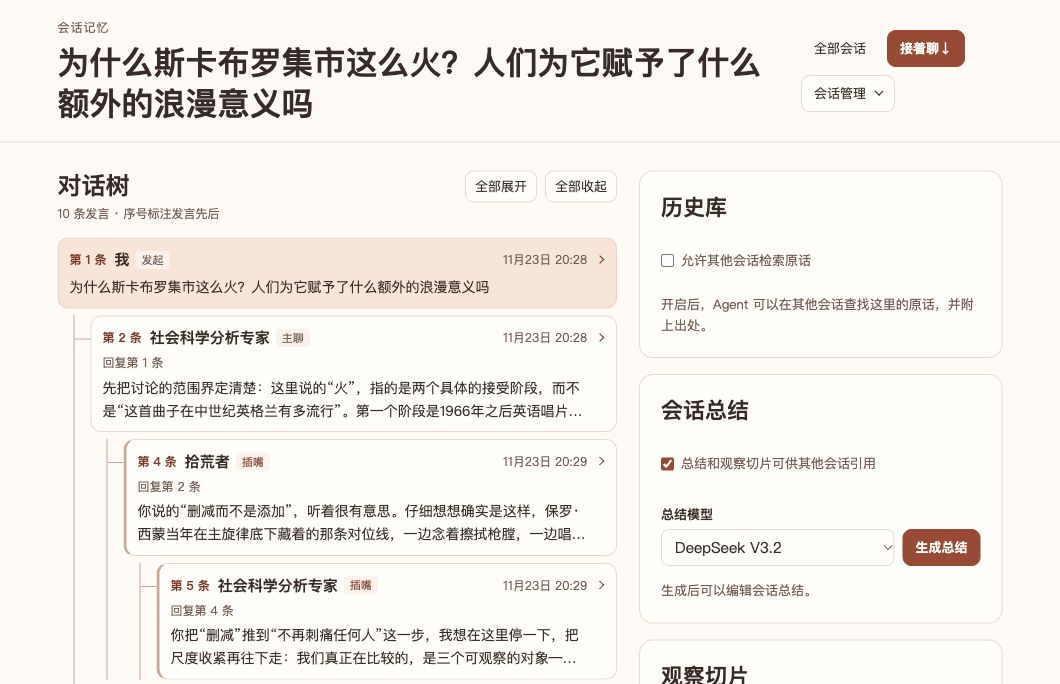 会话记忆
为什么斯卡布罗集市这么火？人们为它赋予了什么
额外的浪漫意义吗
全部会话
接着聊↓
会话管理
对话树
10 条发言 · 序号标注发言先后
全部展开
全部收起
第 1 条 我 发起 11月23日 20:28
为什么斯卡布罗集市这么火？人们为它赋予了什么额外的浪漫意义吗
第 2 条 社会科学分析专家 主聊 11月23日 20:28
回复第 1 条
先把讨论的范围界定清楚：这里说的“火”，指的是两个具体的接受阶段，而不
是“这首曲子在中世纪英格兰有多流行”。第一个阶段是1966年之后英语唱片…
第 4 条 拾荒者 插嘴 11月23日 20:29
回复第 2 条
你说的“删减而不是添加”，听着很有意思。仔细想想确实是这样，保罗·
西蒙当年在主旋律底下藏着的那条对位线，一边念着擦拭枪膛，一边唱…
第 5 条 社会科学分析专家 插嘴 11月23日 20:29
回复第 4 条
你把“删减”推到“不再刺痛任何人”这一步，我想在这里停一下，把
尺度收紧再往下走：我们真正在比较的，是三个可观察的对象一…
历史库
允许其他会话检索原话
开启后，Agent 可以在其他会话查找这里的原话，并附
上出处。
会话总结
总结和观察切片可供其他会话引用
总结模型
DeepSeek V3.2
生成总结
生成后可以编辑会话总结。
观察切片